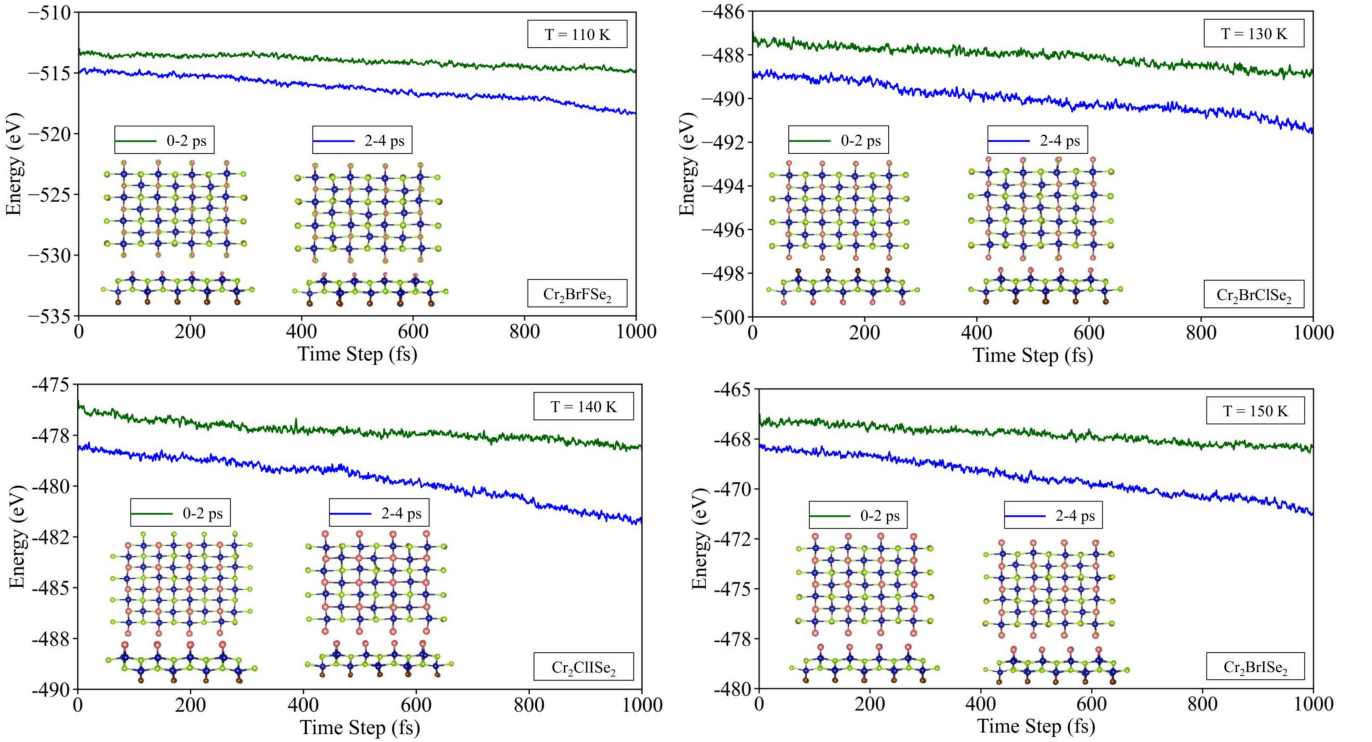 −510
−515
−520
−525
−530
−535
Energy (eV)
T = 110 K
0-2 ps
2-4 ps
Cr₂BrFSe₂
0
200
400
600
800
1000
Time Step (fs)
−486
−488
−490
−492
−494
−496
−498
−500
Energy (eV)
T = 130 K
0-2 ps
2-4 ps
Cr₂BrClSe₂
0
200
400
600
800
1000
Time Step (fs)
-475
-478
-480
-482
-485
-488
-490
Energy (eV)
T = 140 K
0-2 ps
2-4 ps
Cr₂ClISe₂
0
200
400
600
800
1000
Time Step (fs)
-465
-468
-470
-472
-475
-478
-480
Energy (eV)
T = 150 K
0-2 ps
2-4 ps
Cr₂BrISe₂
0
200
400
600
800
1000
Time Step (fs)